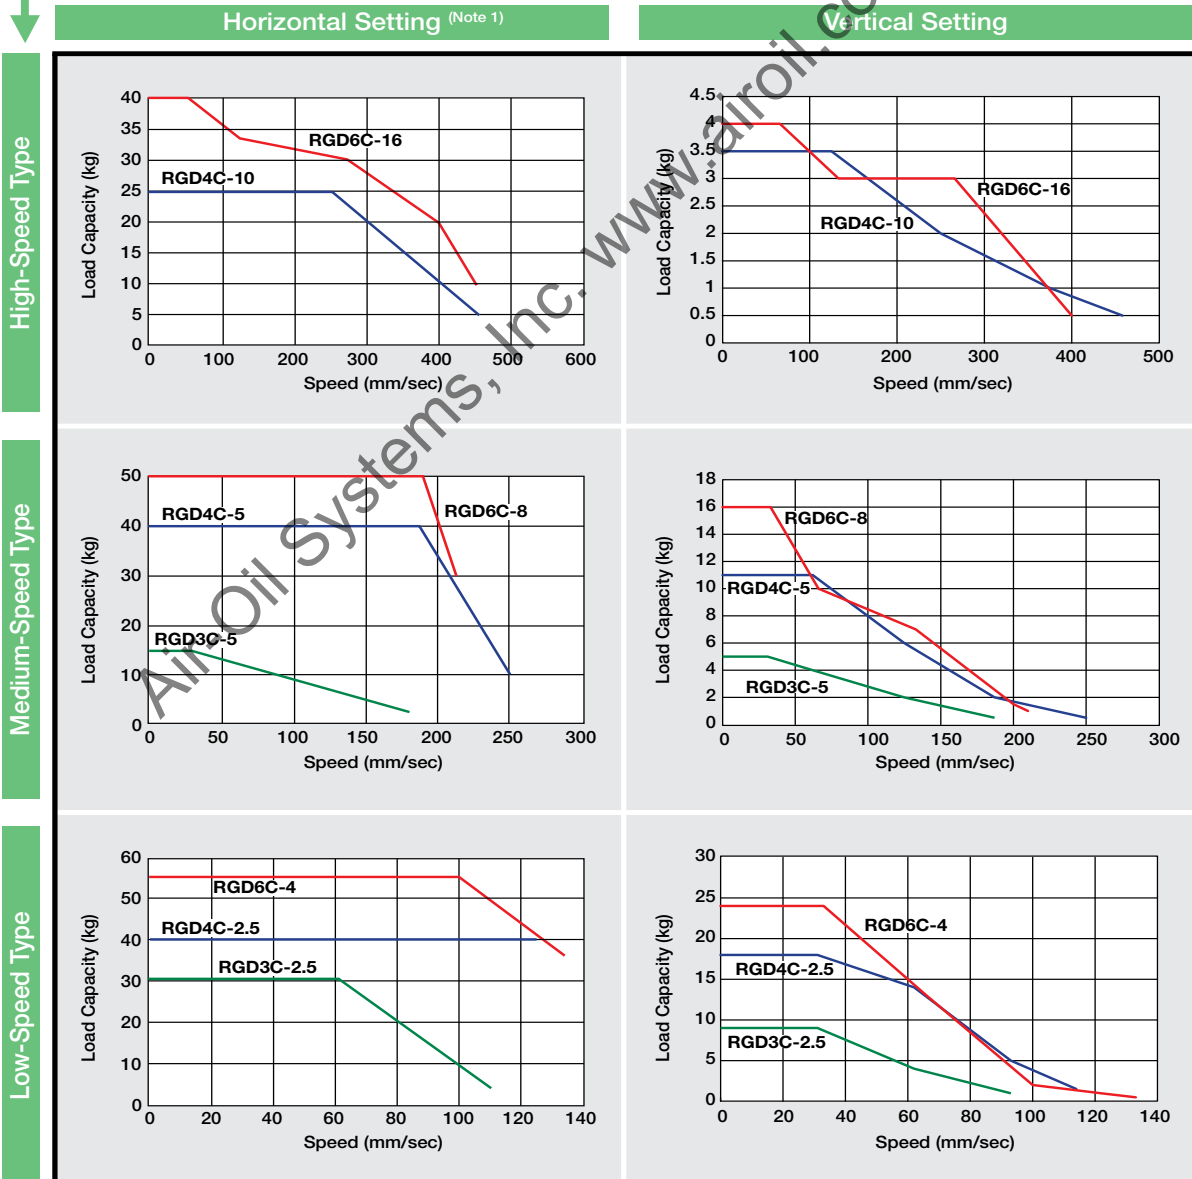 Horizontal Setting (Note 1)
Vertical Setting
High-Speed Type
Load Capacity (kg)
40
35
30
25
20
15
10
5
0
RGD6C-16
RGD4C-10
0 100 200 300 400 500 600
Speed (mm/sec)
Load Capacity (kg)
4.5
4
3.5
3
2.5
2
1.5
1
0.5
0
RGD6C-16
RGD4C-10
0 100 200 300 400 500
Speed (mm/sec)
Medium-Speed Type
Load Capacity (kg)
50
40
30
20
10
0
RGD4C-5
RGD6C-8
RGD3C-5
0 50 100 150 200 250 300
Speed (mm/sec)
Load Capacity (kg)
18
16
14
12
10
8
6
4
2
0
RGD6C-8
RGD4C-5
RGD3C-5
0 50 100 150 200 250 300
Speed (mm/sec)
Low-Speed Type
Load Capacity (kg)
60
50
40
30
20
10
0
RGD6C-4
RGD4C-2.5
RGD3C-2.5
0 20 40 60 80 100 120 140
Speed (mm/sec)
Load Capacity (kg)
30
25
20
15
10
5
0
RGD6C-4
RGD4C-2.5
RGD3C-2.5
0 20 40 60 80 100 120 140
Speed (mm/sec)
Air-Oil Systems, Inc. www.airoil.co